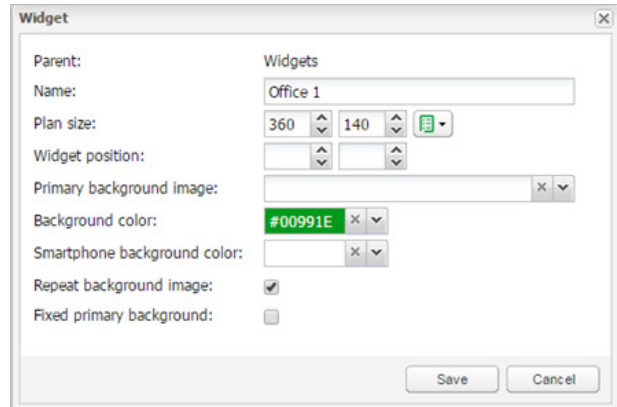 Widget
Parent: Widgets
Name: Office 1
Plan size: 360 140
Widget position:
Primary background image:
Background color: #00991E
Smartphone background color:
Repeat background image:
Fixed primary background:
Save Cancel